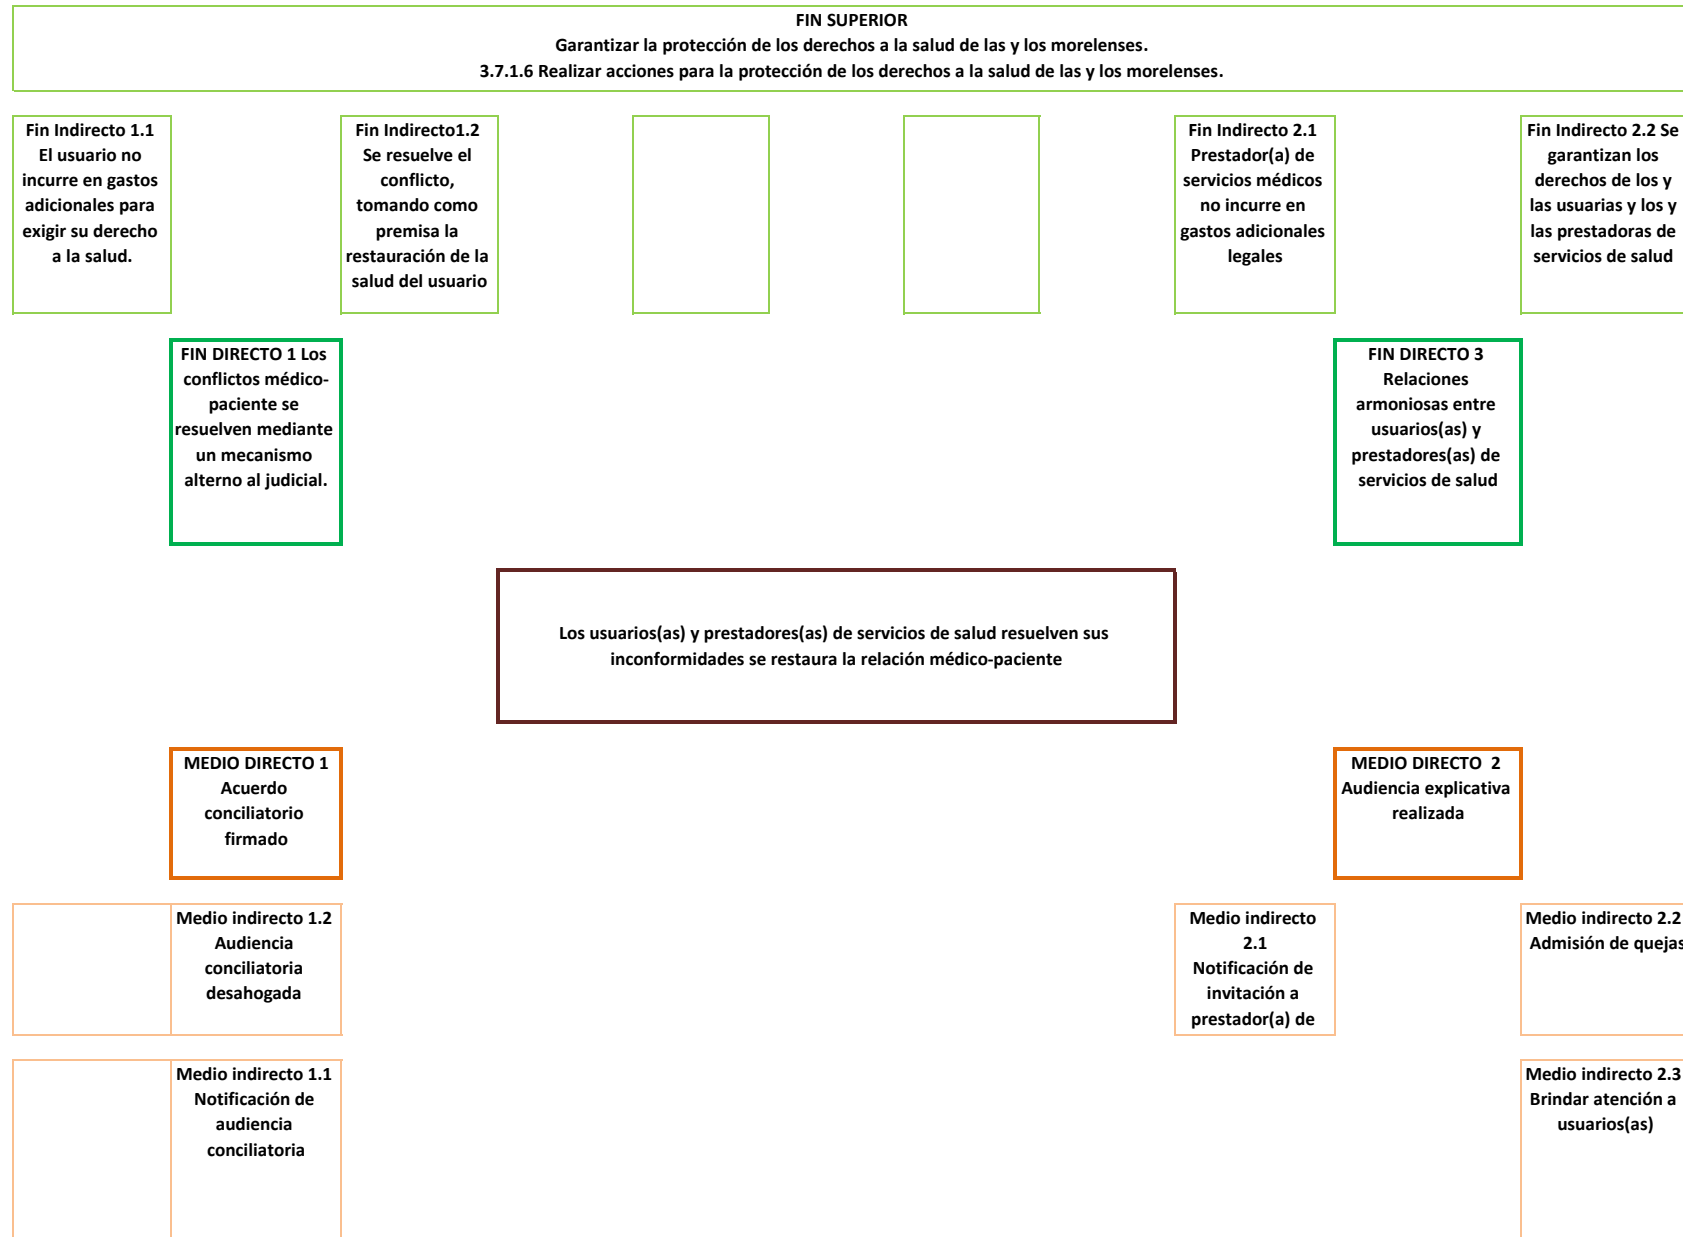 FIN SUPERIOR
Garantizar la protección de los derechos a la salud de las y los morelenses.
3.7.1.6 Realizar acciones para la protección de los derechos a la salud de las y los morelenses.
Fin Indirecto 1.1
El usuario no
incurre en gastos
adicionales para
exigir su derecho
a la salud.
Fin Indirecto1.2
Se resuelve el
conflicto,
tomando como
premisa la
restauración de la
salud del usuario
Fin Indirecto 2.1
Prestador(a) de
servicios médicos
no incurre en
gastos adicionales
legales
Fin Indirecto 2.2 Se
garantizan los
derechos de los y
las usuarias y los y
las prestadoras de
servicios de salud
FIN DIRECTO 1 Los
conflictos médico-
paciente se
resuelven mediante
un mecanismo
alterno al judicial.
FIN DIRECTO 3
Relaciones
armoniosas entre
usuarios(as) y
prestadores(as) de
servicios de salud
Los usuarios(as) y prestadores(as) de servicios de salud resuelven sus
inconformidades se restaura la relación médico-paciente
MEDIO DIRECTO 1
Acuerdo
conciliatorio
firmado
MEDIO DIRECTO 2
Audiencia explicativa
realizada
Medio indirecto 1.2
Audiencia
conciliatoria
desahogada
Medio indirecto
2.1
Notificación de
invitación a
prestador(a) de
Medio indirecto 2.2
Admisión de quejas
Medio indirecto 1.1
Notificación de
audiencia
conciliatoria
Medio indirecto 2.3
Brindar atención a
usuarios(as)